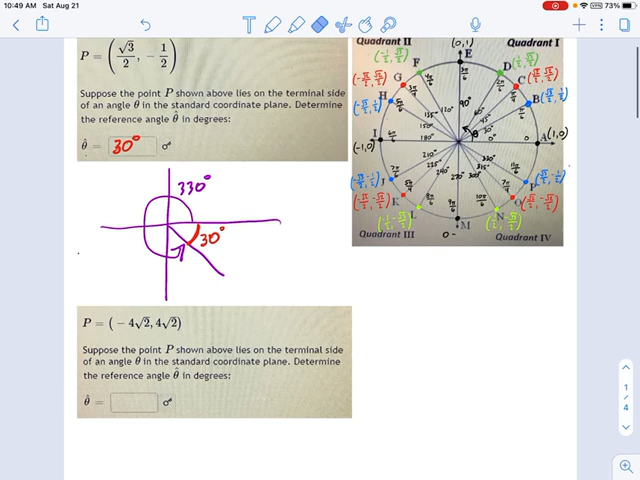 10:49 AM Sat Aug 21
73%
P = (√3/2, −1/2)
Suppose the point P shown above lies on the terminal side
of an angle θ in the standard coordinate plane. Determine
the reference angle θ̂ in degrees:
θ̂ = 30°
330°
30°
P = (−4√2, 4√2)
Suppose the point P shown above lies on the terminal side
of an angle θ in the standard coordinate plane. Determine
the reference angle θ̂ in degrees:
θ̂ =
Quadrant II
(0,1)
Quadrant I
E
F
D
G
C
H
B
I
A (1,0)
(-1,0)
J
P
K
O
L
N
M
120°
90°
60°
135°
45°
150°
30°
180°
0°
0
θ
210°
330°
225°
315°
240°
270°
300°
Quadrant III
Quadrant IV
1
4